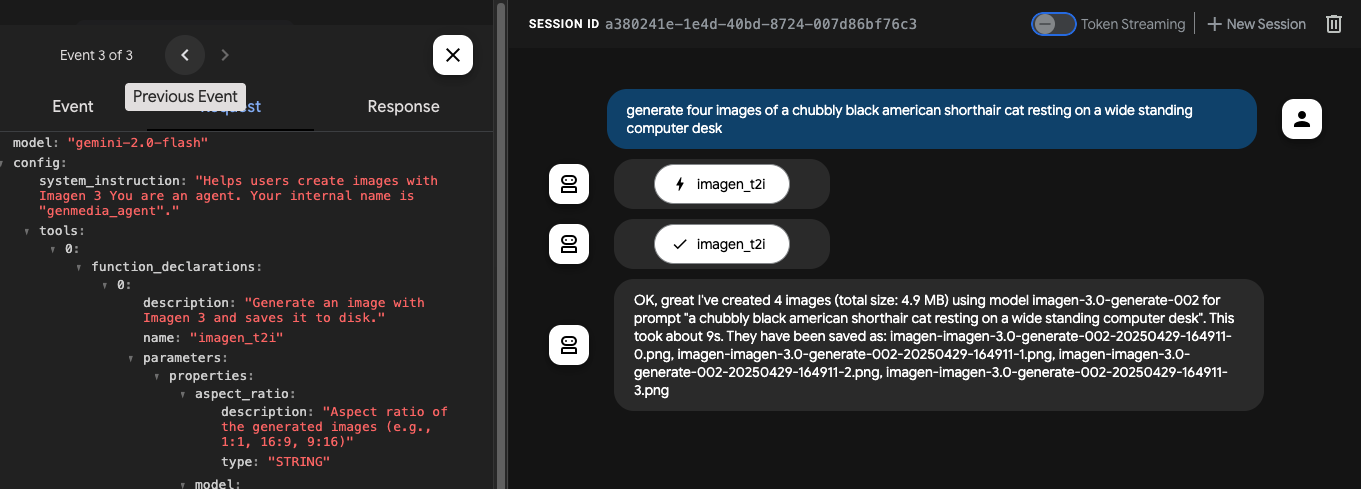 Event 3 of 3
Previous Event
Event
Response
model: "gemini-2.0-flash"
config:
system_instruction: "Helps users create images with
Imagen 3 You are an agent. Your internal name is
"genmedia_agent"."
tools:
0:
function_declarations:
0:
description: "Generate an image with
Imagen 3 and saves it to disk."
name: "imagen_t2i"
parameters:
properties:
aspect_ratio:
description: "Aspect ratio of
the generated images (e.g.,
1:1, 16:9, 9:16)"
type: "STRING"
model:
SESSION ID a380241e-1e4d-40bd-8724-007d86bf76c3
Token Streaming
New Session
generate four images of a chubbly black american shorthair cat resting on a wide standing
computer desk
imagen_t2i
imagen_t2i
OK, great I've created 4 images (total size: 4.9 MB) using model imagen-3.0-generate-002 for
prompt "a chubbly black american shorthair cat resting on a wide standing computer desk". This
took about 9s. They have been saved as: imagen-imagen-3.0-generate-002-20250429-164911-
0.png, imagen-imagen-3.0-generate-002-20250429-164911-1.png, imagen-imagen-3.0-
generate-002-20250429-164911-2.png, imagen-imagen-3.0-generate-002-20250429-164911-
3.png